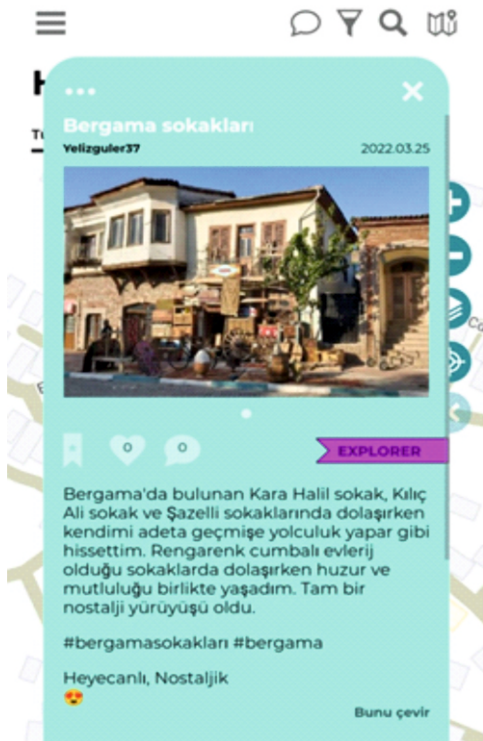 Bergama sokakları
Yelizguler37
2022.03.25
0
0
EXPLORER
Bergama'da bulunan Kara Halil sokak, Kılıç
Ali sokak ve Şazelli sokaklarında dolaşırken
kendimi adeta geçmişe yolculuk yapar gibi
hissettim. Rengarenk cumbalı evlerij
olduğu sokaklarda dolaşırken huzur ve
mutluluğu birlikte yaşadım. Tam bir
nostalji yürüyüşü oldu.
#bergamasokakları #bergama
Heyecanlı, Nostaljik
😍
Bunu çevir